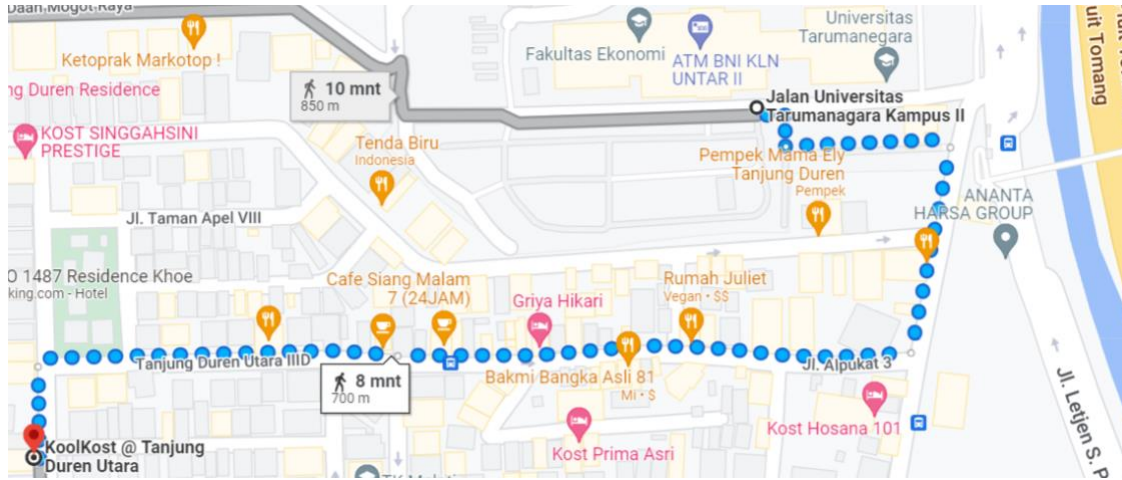 Daan Mogot Raya
Ketoprak Markotop !
ng Duren Residence
KOST SINGGAHSINI
PRESTIGE
10 mnt
850 m
Fakultas Ekonomi
ATM BNI KLN
UNTAR II
Universitas
Tarumanegara
uit Tomang
Jalan Universitas
Tarumanagara Kampus II
Tenda Biru
Indonesia
Pempek Mama Ely
Tanjung Duren
Pempek
ANANTA
HARSA GROUP
Jl. Taman Apel VIII
O 1487 Residence Khoe
king.com - Hotel
Cafe Siang Malam
7 (24JAM)
Griya Hikari
Rumah Juliet
Vegan • $$
Tanjung Duren Utara IIID
8 mnt
700 m
Bakmi Bangka Asli 81
Mi • $
Jl. Alpukat 3
Jl. Letjen S. P
Kost Hosana 101
Kost Prima Asri
KoolKost @ Tanjung
Duren Utara